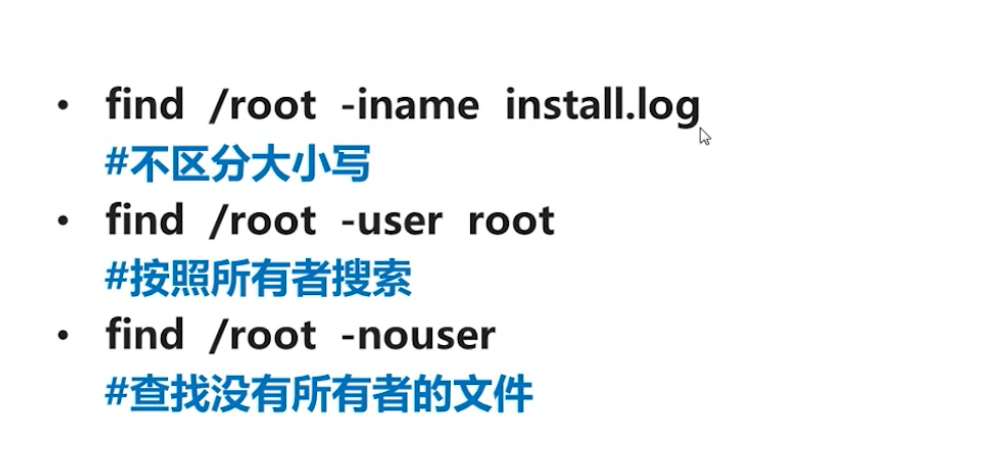 • find /root -iname install.log
#不区分大小写
• find /root -user root
#按照所有者搜索
• find /root -nouser
#查找没有所有者的文件